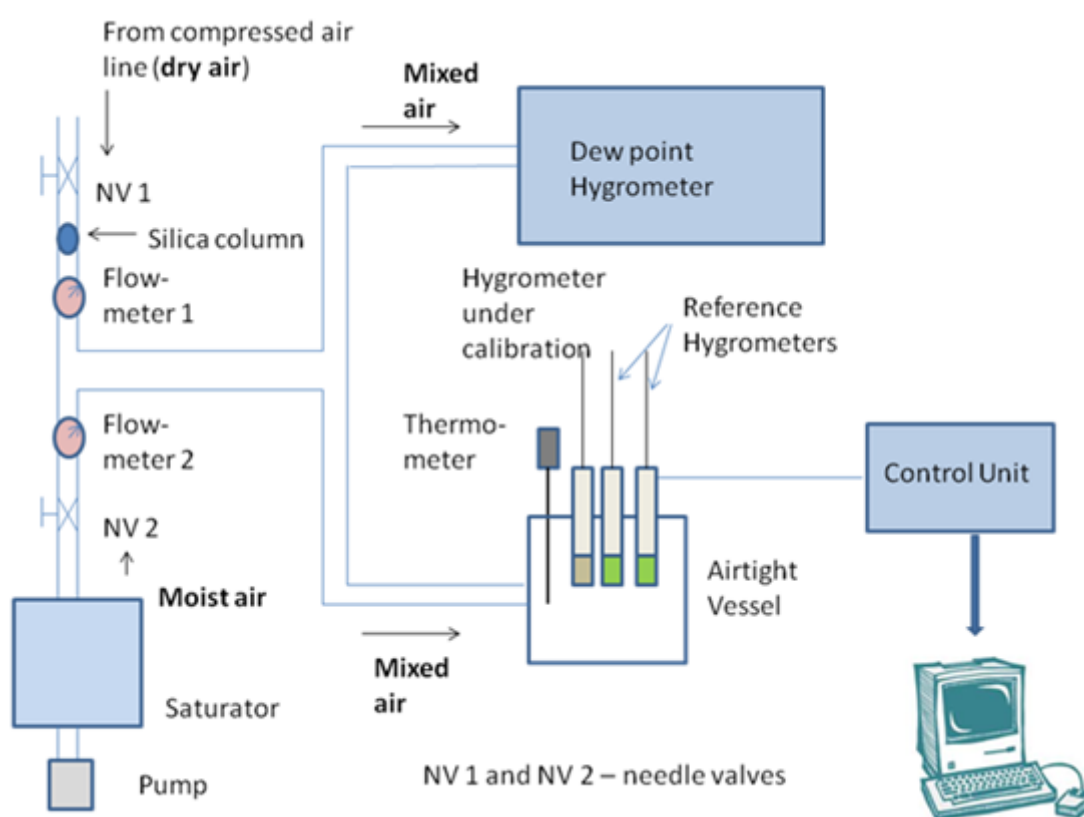 From compressed air
line (dry air)
Mixed
air
Dew point
Hygrometer
NV 1
Silica column
Flow-
meter 1
Hygrometer
under
calibration
Reference
Hygrometers
Flow-
meter 2
Thermo-
meter
Control Unit
NV 2
Moist air
Airtight
Vessel
Mixed
air
Saturator
Pump
NV 1 and NV 2 – needle valves